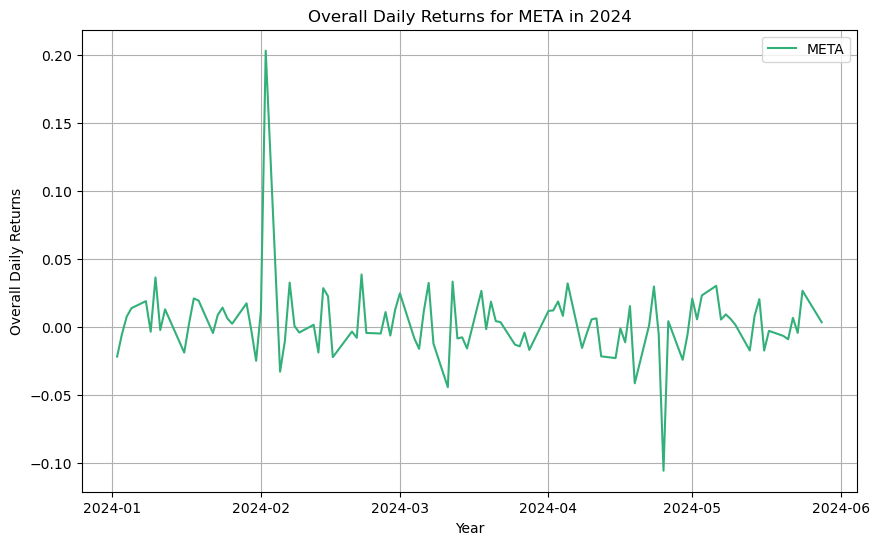 Overall Daily Returns for META in 2024
META
Overall Daily Returns
0.20
0.15
0.10
0.05
0.00
−0.05
−0.10
2024-01 2024-02 2024-03 2024-04 2024-05 2024-06
Year